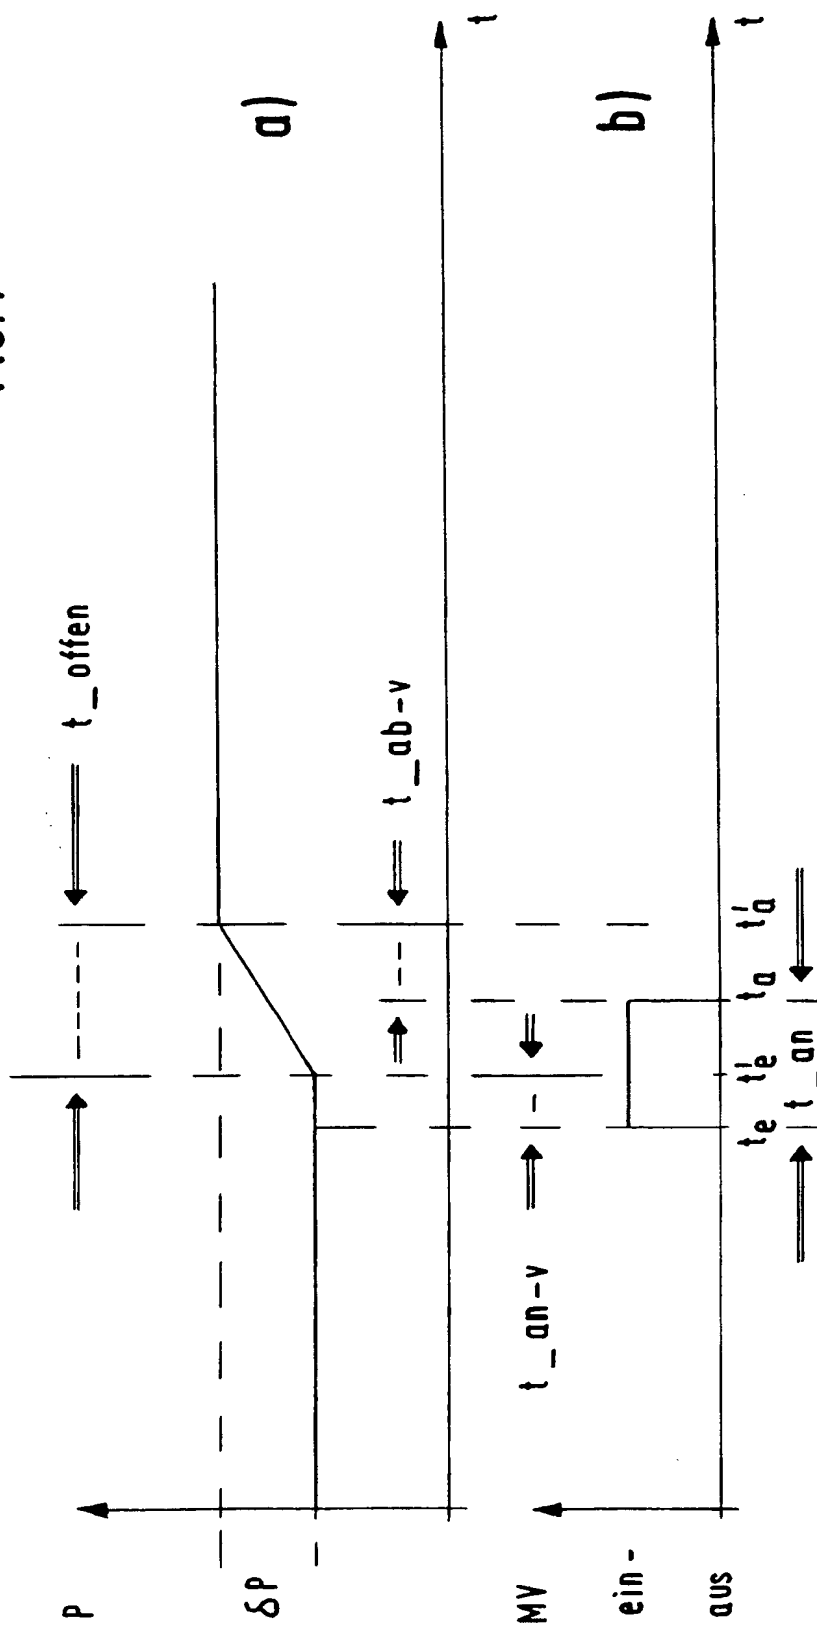 P
t_offen
δP
a)
t_ab-v
t
MV
t_an-v
ein-
b)
aus
te t'e ta t'a
t
t_an